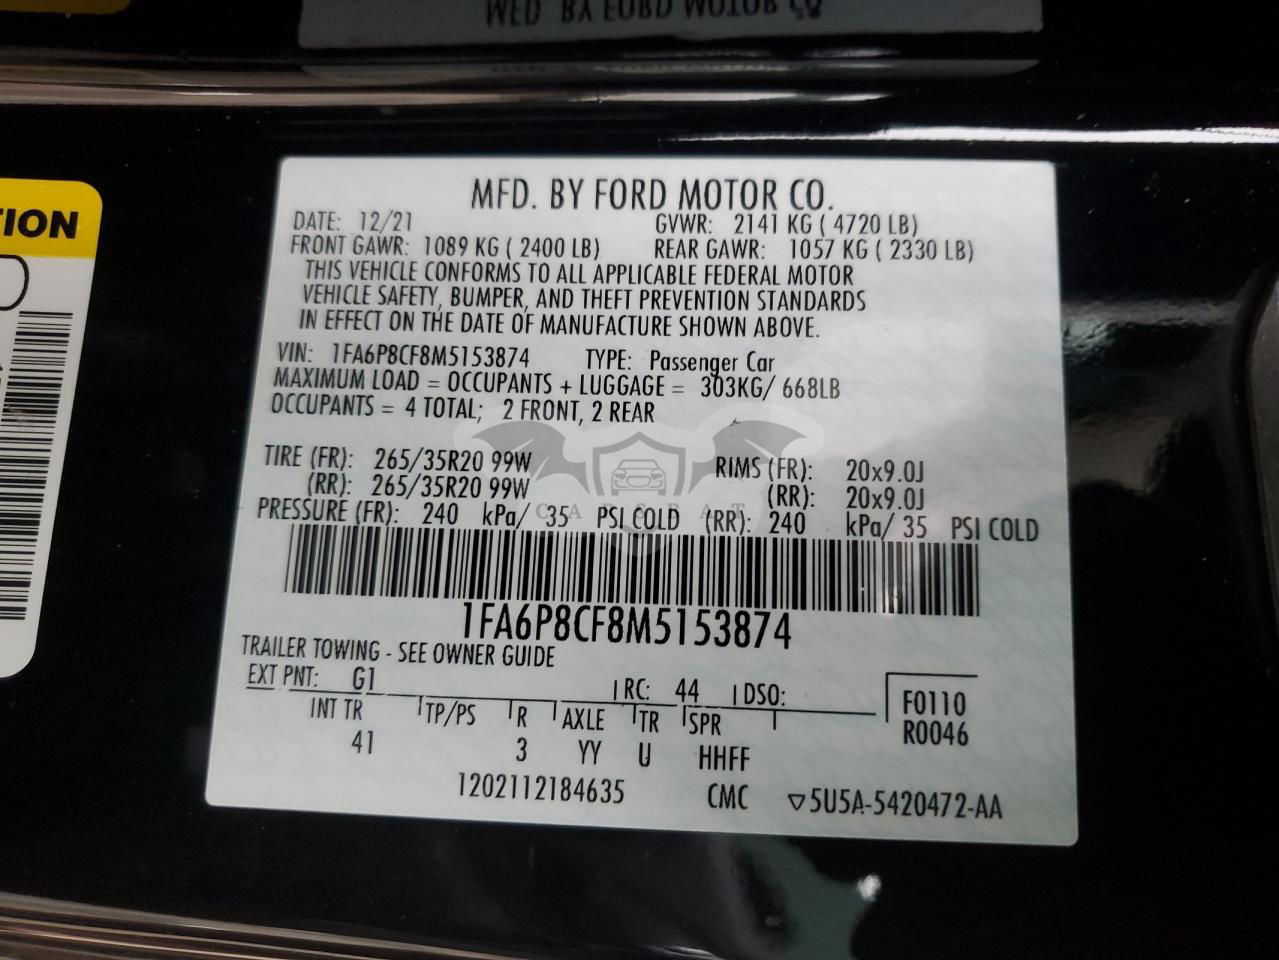 MFD. BY FORD MOTOR CO.
TION
MFD. BY FORD MOTOR CO.
DATE: 12/21 GVWR: 2141 KG ( 4720 LB)
FRONT GAWR: 1089 KG ( 2400 LB) REAR GAWR: 1057 KG ( 2330 LB)
THIS VEHICLE CONFORMS TO ALL APPLICABLE FEDERAL MOTOR
VEHICLE SAFETY, BUMPER, AND THEFT PREVENTION STANDARDS
IN EFFECT ON THE DATE OF MANUFACTURE SHOWN ABOVE.
VIN: 1FA6P8CF8M5153874 TYPE: Passenger Car
MAXIMUM LOAD = OCCUPANTS + LUGGAGE = 303KG/ 668LB
OCCUPANTS = 4 TOTAL; 2 FRONT, 2 REAR
TIRE (FR): 265/35R20 99W RIMS (FR): 20x9.0J
(RR): 265/35R20 99W (RR): 20x9.0J
PRESSURE (FR): 240 kPa/ 35 PSI COLD (RR): 240 kPa/ 35 PSI COLD
1FA6P8CF8M5153874
TRAILER TOWING - SEE OWNER GUIDE
EXT PNT: G1 RC: 44 DSO:
INT TR TP/PS R AXLE TR SPR
41 3 YY U HHFF
F0110
R0046
1202112184635 CMC ▽5U5A-5420472-AA